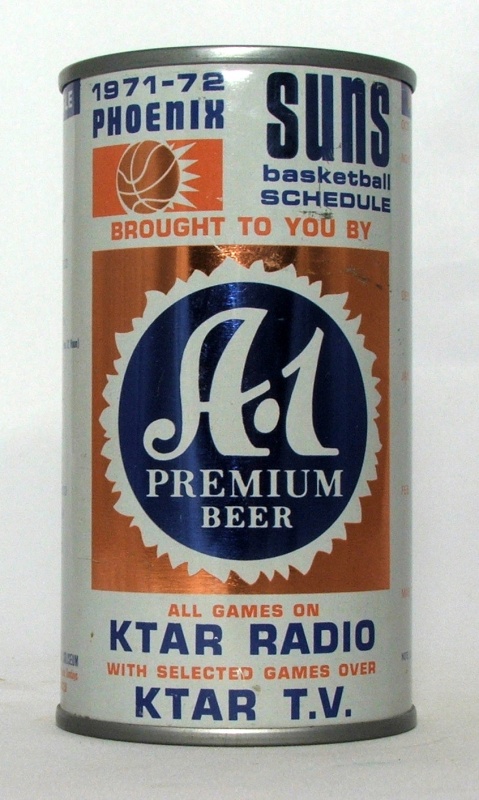 1971-72
PHOENIX
SUNS
basketball
SCHEDULE
BROUGHT TO YOU BY
A.1
PREMIUM
BEER
ALL GAMES ON
KTAR RADIO
WITH SELECTED GAMES OVER
KTAR T.V.